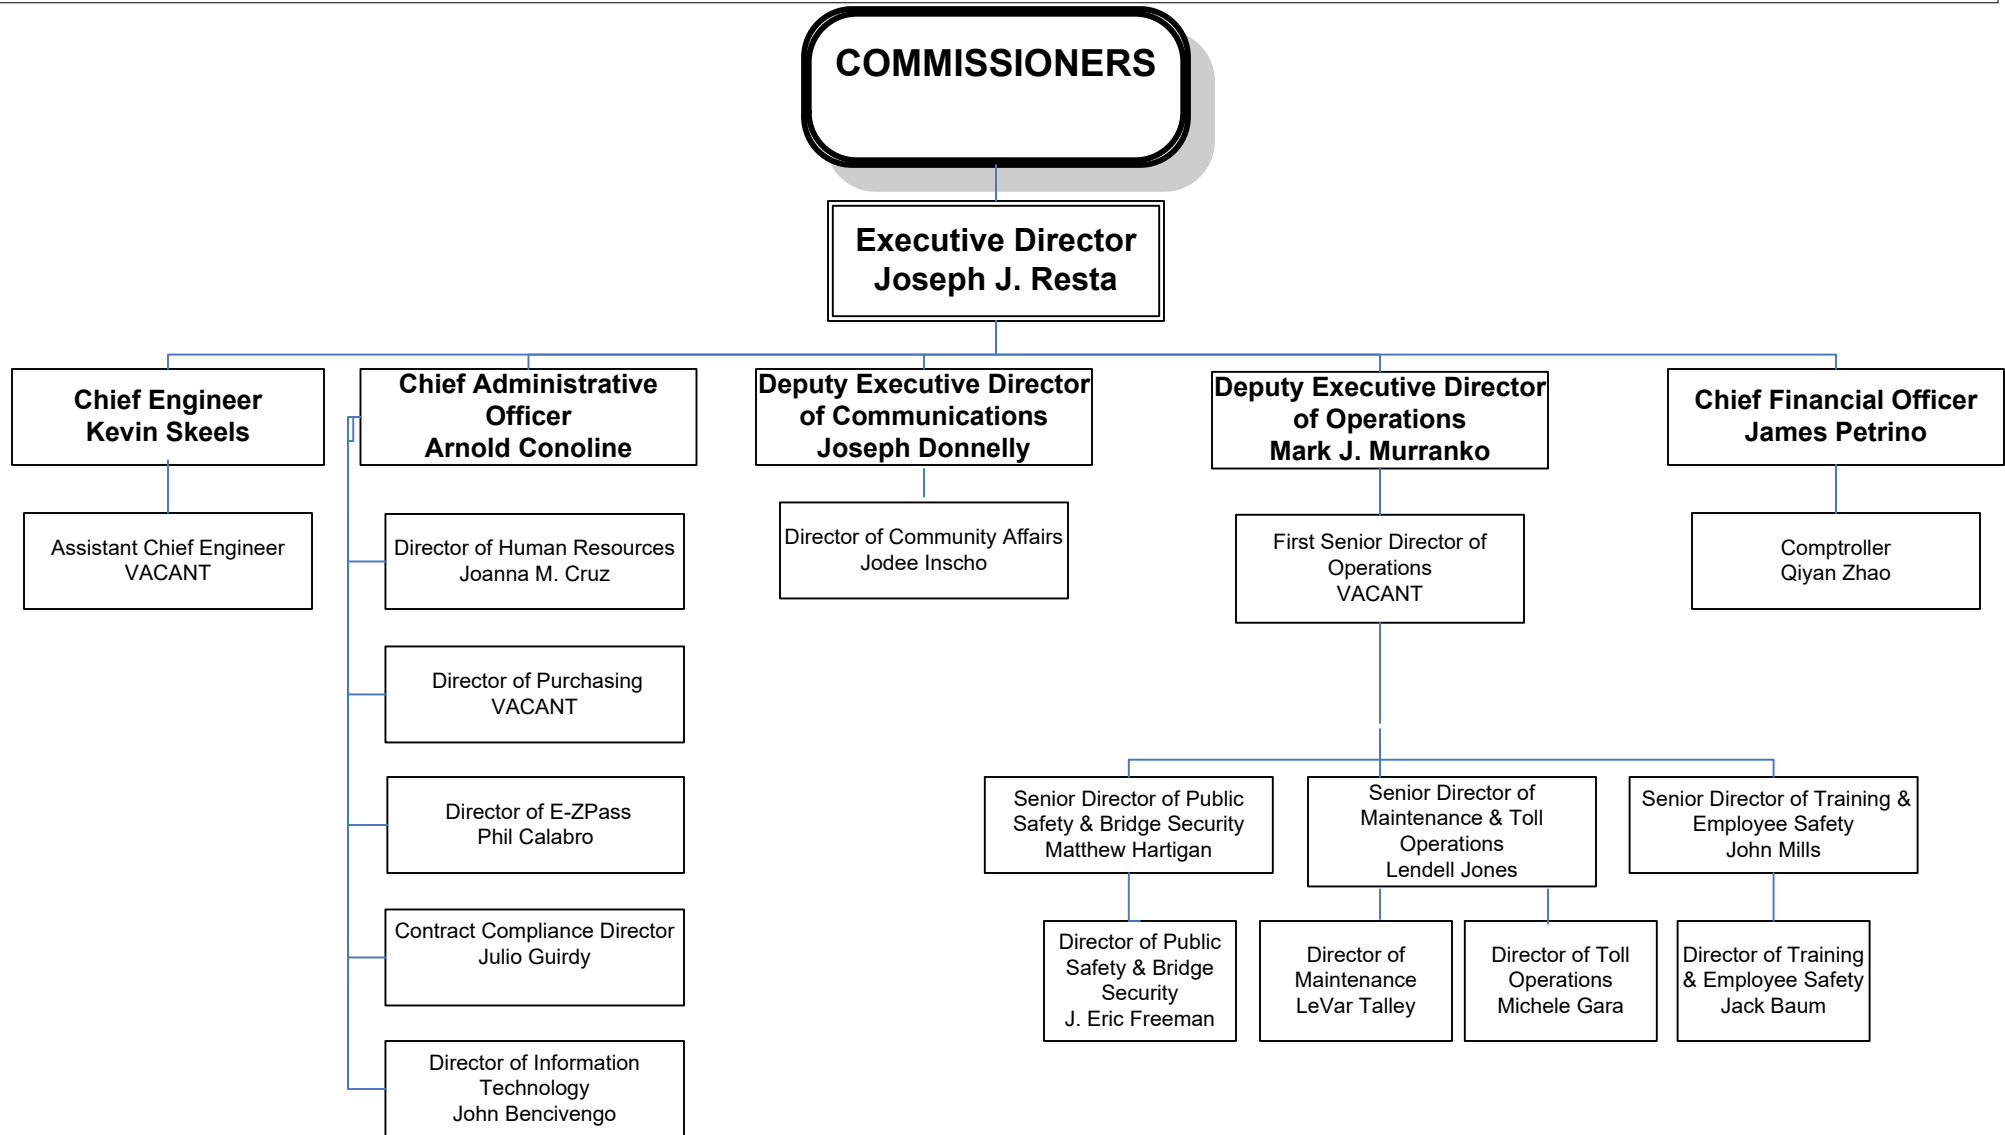 COMMISSIONERS
Executive Director
Joseph J. Resta
Chief Engineer
Kevin Skeels
Chief Administrative
Officer
Arnold Conoline
Deputy Executive Director
of Communications
Joseph Donnelly
Deputy Executive Director
of Operations
Mark J. Murranko
Chief Financial Officer
James Petrino
Assistant Chief Engineer
VACANT
Director of Human Resources
Joanna M. Cruz
Director of Community Affairs
Jodee Inscho
First Senior Director of
Operations
VACANT
Comptroller
Qiyan Zhao
Director of Purchasing
VACANT
Director of E-ZPass
Phil Calabro
Senior Director of Public
Safety & Bridge Security
Matthew Hartigan
Senior Director of
Maintenance & Toll
Operations
Lendell Jones
Senior Director of Training &
Employee Safety
John Mills
Contract Compliance Director
Julio Guirdy
Director of Public
Safety & Bridge
Security
J. Eric Freeman
Director of
Maintenance
LeVar Talley
Director of Toll
Operations
Michele Gara
Director of Training
& Employee Safety
Jack Baum
Director of Information
Technology
John Bencivengo